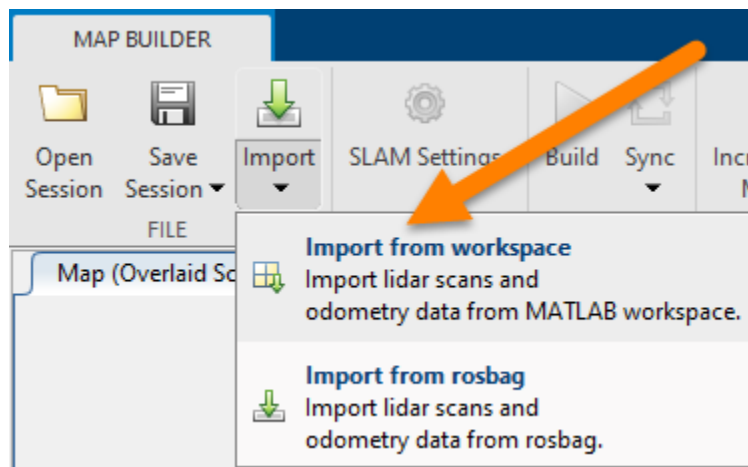 MAP BUILDER
Open Session
Save Session
Import
SLAM Settings
Build
Sync
FILE
Map (Overlaid Sc
Import from workspace
Import lidar scans and
odometry data from MATLAB workspace.
Import from rosbag
Import lidar scans and
odometry data from rosbag.